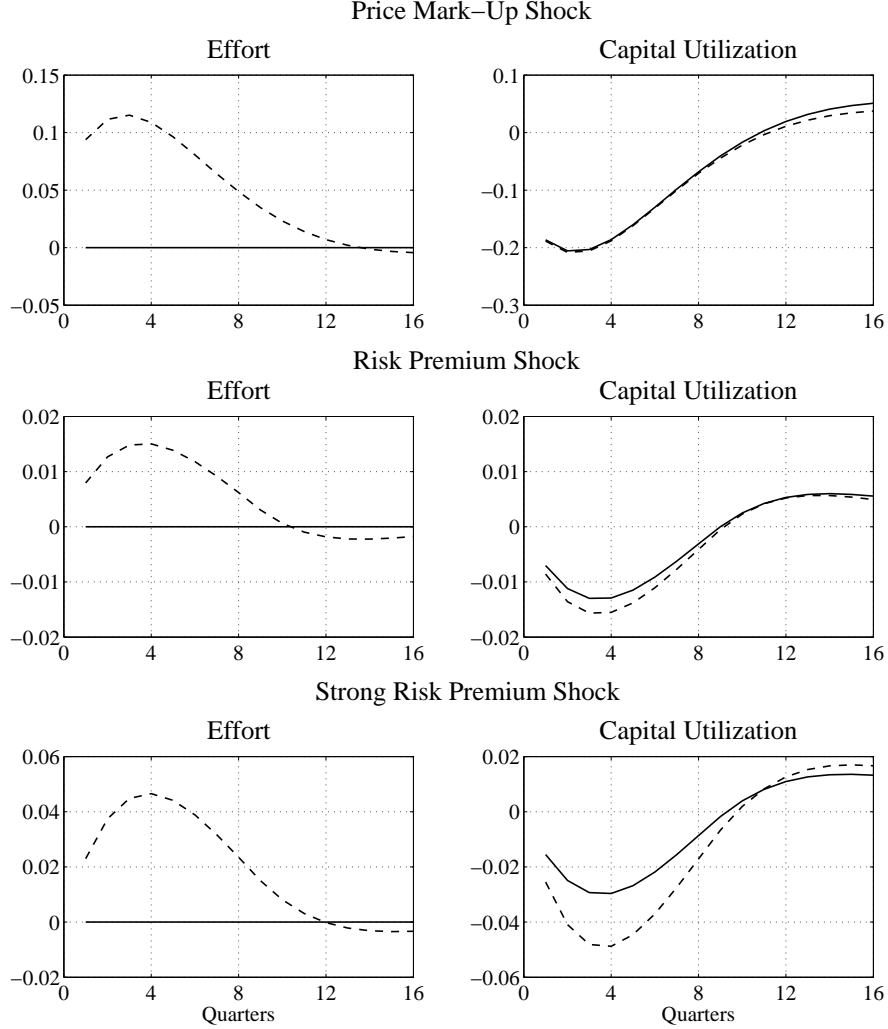 Price Mark–Up Shock
Effort
Capital Utilization
0.15
0.1
0.05
0
−0.05
0 4 8 12 16
0.1
0
−0.1
−0.2
−0.3
0 4 8 12 16
Risk Premium Shock
Effort
Capital Utilization
0.02
0.01
0
−0.01
−0.02
0 4 8 12 16
0.02
0.01
0
−0.01
−0.02
0 4 8 12 16
Strong Risk Premium Shock
Effort
Capital Utilization
0.06
0.04
0.02
0
−0.02
0 4 8 12 16
Quarters
0.02
0
−0.02
−0.04
−0.06
0 4 8 12 16
Quarters